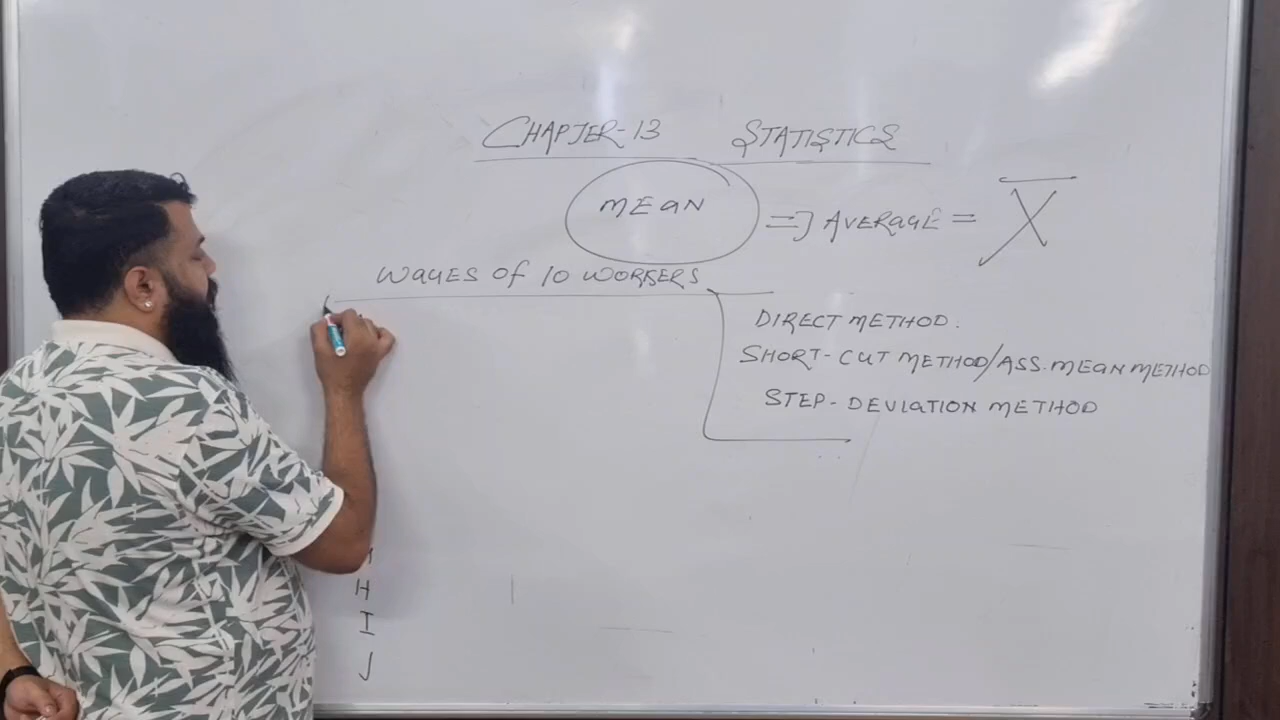 CHAPTER-13 STATISTICS
MEAN => AVERAGE = X̅
WAGES OF 10 WORKERS
DIRECT METHOD.
SHORT-CUT METHOD/ASS. MEAN METHOD
STEP-DEVIATION METHOD
H
I
J